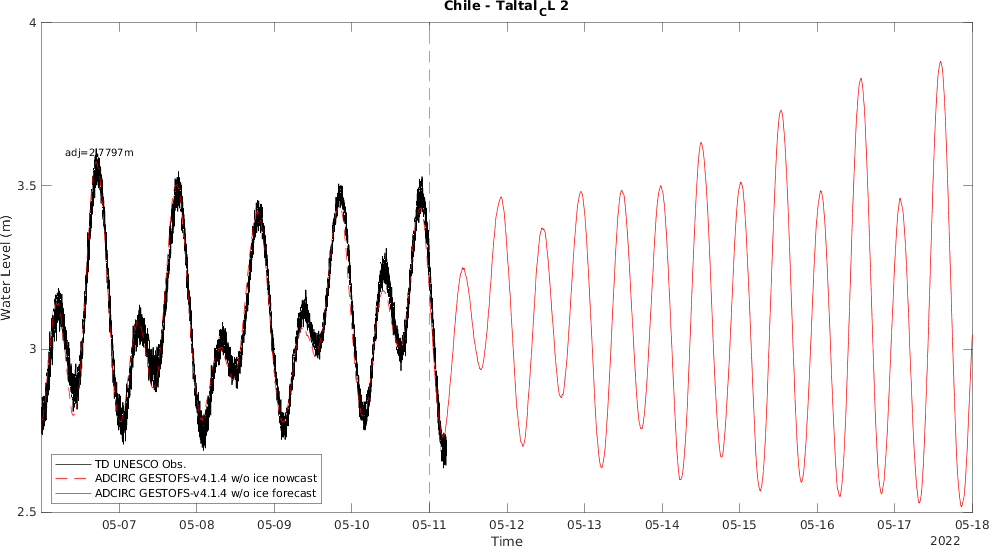 Chile - Taltal_CL 2
4
3.5
3
2.5
Water Level (m)
adj=2.7797m
TD UNESCO Obs.
ADCIRC GESTOFS-v4.1.4 w/o ice nowcast
ADCIRC GESTOFS-v4.1.4 w/o ice forecast
05-07 05-08 05-09 05-10 05-11 05-12 05-13 05-14 05-15 05-16 05-17 05-18
Time
2022